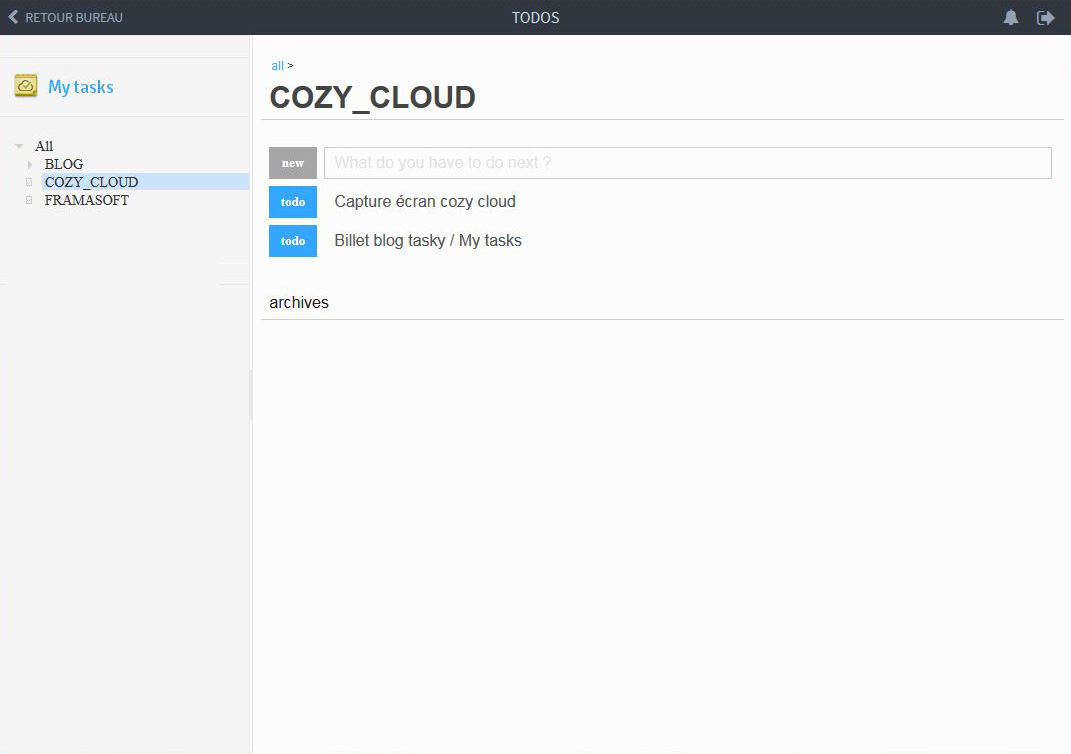 RETOUR BUREAU
TODOS
My tasks
All
BLOG
COZY_CLOUD
FRAMASOFT
all >
COZY_CLOUD
new What do you have to do next ?
todo Capture écran cozy cloud
todo Billet blog tasky / My tasks
archives